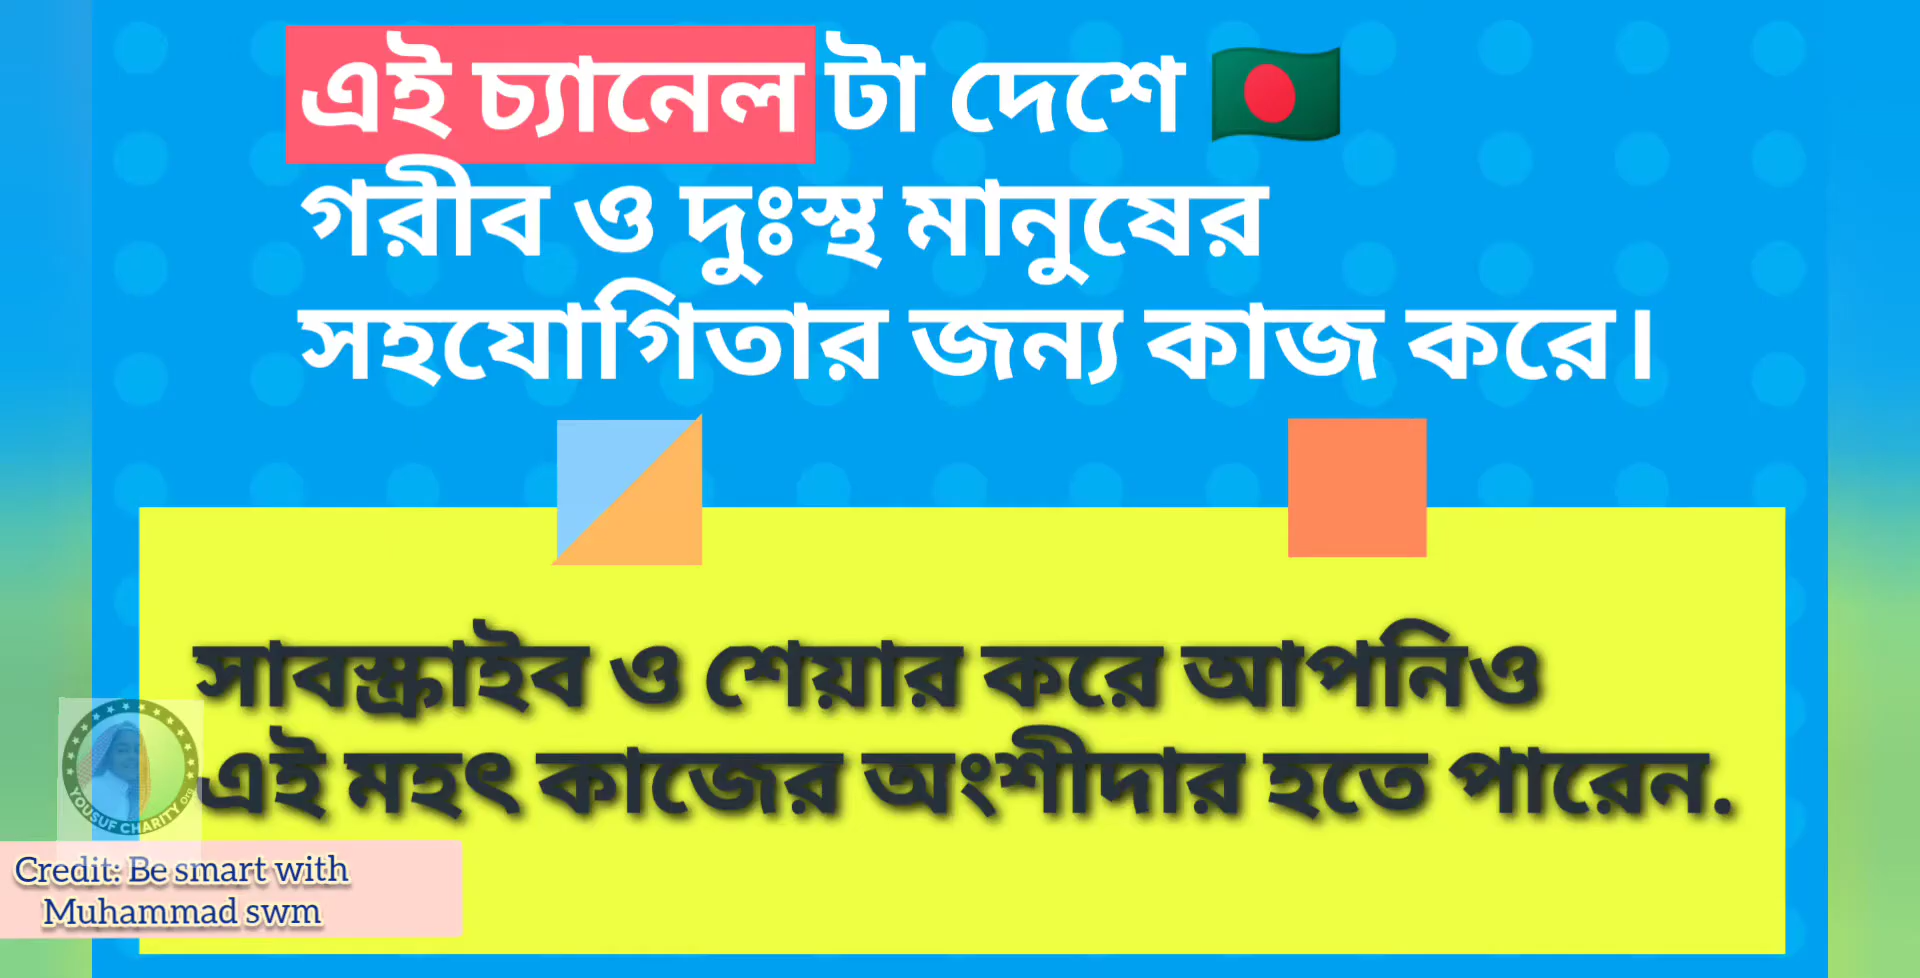 এই চ্যানেল টা দেশে 🇧🇩
গরীব ও দুঃস্থ মানুষের
সহযোগিতার জন্য কাজ করে।
সাবস্ক্রাইব ও শেয়ার করে আপনিও
এই মহৎ কাজের অংশীদার হতে পারেন.
YOUSUF CHARITY Org
Credit: Be smart with
Muhammad swm